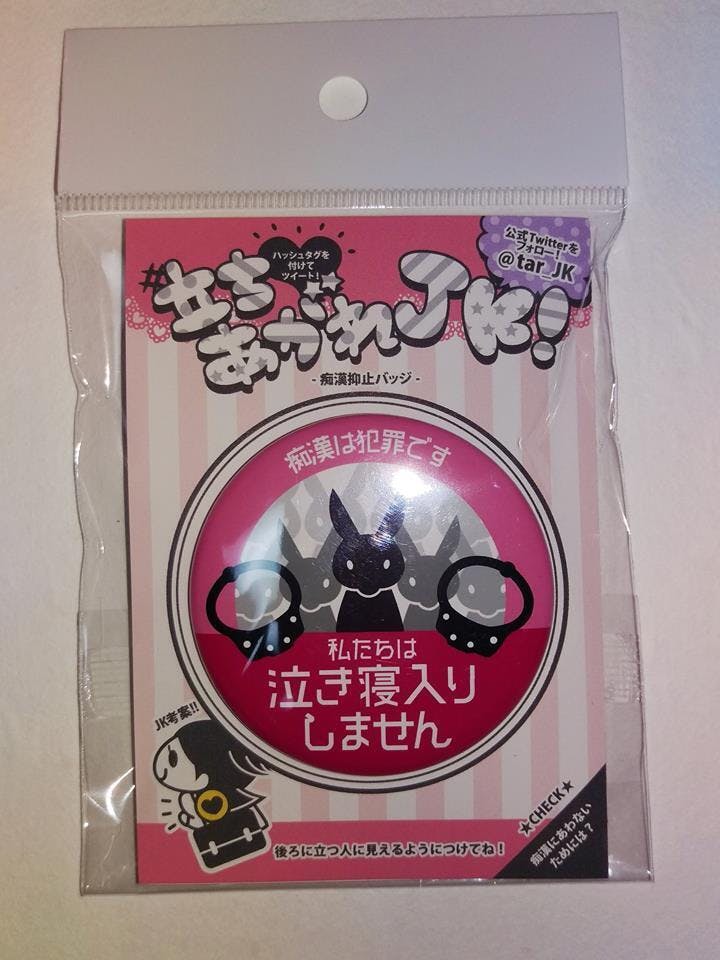 ハッシュタグを
付けて
ツイート!
公式Twitterを
フォロー!
@tar_JK
#立ち
あがれJK!
- 痴漢抑止バッジ -
痴漢は犯罪です
私たちは
泣き寝入り
しません
JK考案!!
後ろに立つ人に見えるようにつけてね!
★CHECK★
痴漢にあわない
ためには?